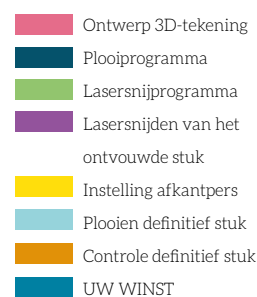 Ontwerp 3D-tekening
Plooiprogramma
Lasersnijprogramma
Lasersnijden van het
ontvouwde stuk
Instelling afkantpers
Plooien definitief stuk
Controle definitief stuk
UW WINST